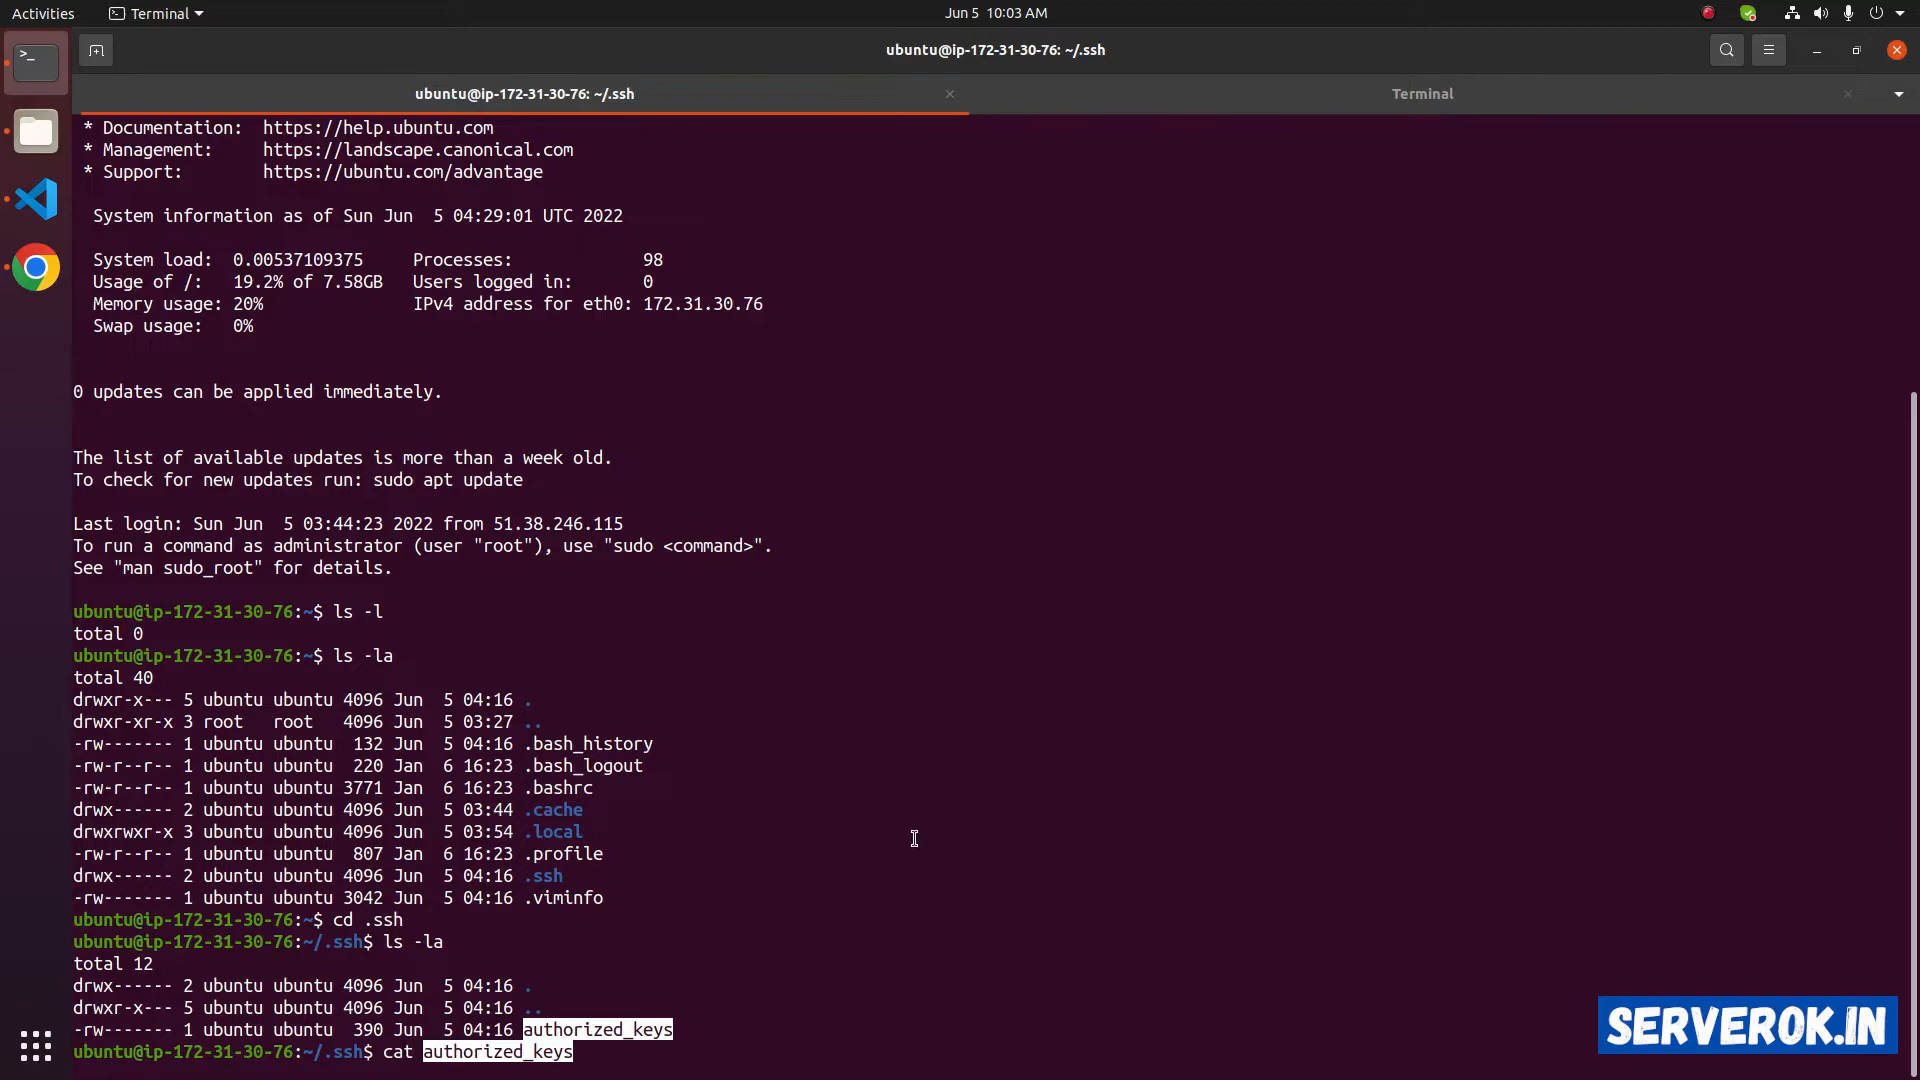 Activities Terminal Jun 5 10:03 AM
ubuntu@ip-172-31-30-76: ~/.ssh
ubuntu@ip-172-31-30-76: ~/.ssh Terminal
* Documentation: https://help.ubuntu.com
* Management: https://landscape.canonical.com
* Support: https://ubuntu.com/advantage
System information as of Sun Jun 5 04:29:01 UTC 2022
System load: 0.00537109375 Processes: 98
Usage of /: 19.2% of 7.58GB Users logged in: 0
Memory usage: 20% IPv4 address for eth0: 172.31.30.76
Swap usage: 0%
0 updates can be applied immediately.
The list of available updates is more than a week old.
To check for new updates run: sudo apt update
Last login: Sun Jun 5 03:44:23 2022 from 51.38.246.115
To run a command as administrator (user "root"), use "sudo <command>".
See "man sudo_root" for details.
ubuntu@ip-172-31-30-76:~$ ls -l
total 0
ubuntu@ip-172-31-30-76:~$ ls -la
total 40
drwxr-x--- 5 ubuntu ubuntu 4096 Jun 5 04:16 .
drwxr-xr-x 3 root root 4096 Jun 5 03:27 ..
-rw------- 1 ubuntu ubuntu 132 Jun 5 04:16 .bash_history
-rw-r--r-- 1 ubuntu ubuntu 220 Jan 6 16:23 .bash_logout
-rw-r--r-- 1 ubuntu ubuntu 3771 Jan 6 16:23 .bashrc
drwx------ 2 ubuntu ubuntu 4096 Jun 5 03:44 .cache
drwxrwxr-x 3 ubuntu ubuntu 4096 Jun 5 03:54 .local
-rw-r--r-- 1 ubuntu ubuntu 807 Jan 6 16:23 .profile
drwx------ 2 ubuntu ubuntu 4096 Jun 5 04:16 .ssh
-rw------- 1 ubuntu ubuntu 3042 Jun 5 04:16 .viminfo
ubuntu@ip-172-31-30-76:~$ cd .ssh
ubuntu@ip-172-31-30-76:~/.ssh$ ls -la
total 12
drwx------ 2 ubuntu ubuntu 4096 Jun 5 04:16 .
drwxr-x--- 5 ubuntu ubuntu 4096 Jun 5 04:16 ..
-rw------- 1 ubuntu ubuntu 390 Jun 5 04:16 authorized_keys
ubuntu@ip-172-31-30-76:~/.ssh$ cat authorized_keys
SERVEROK.IN